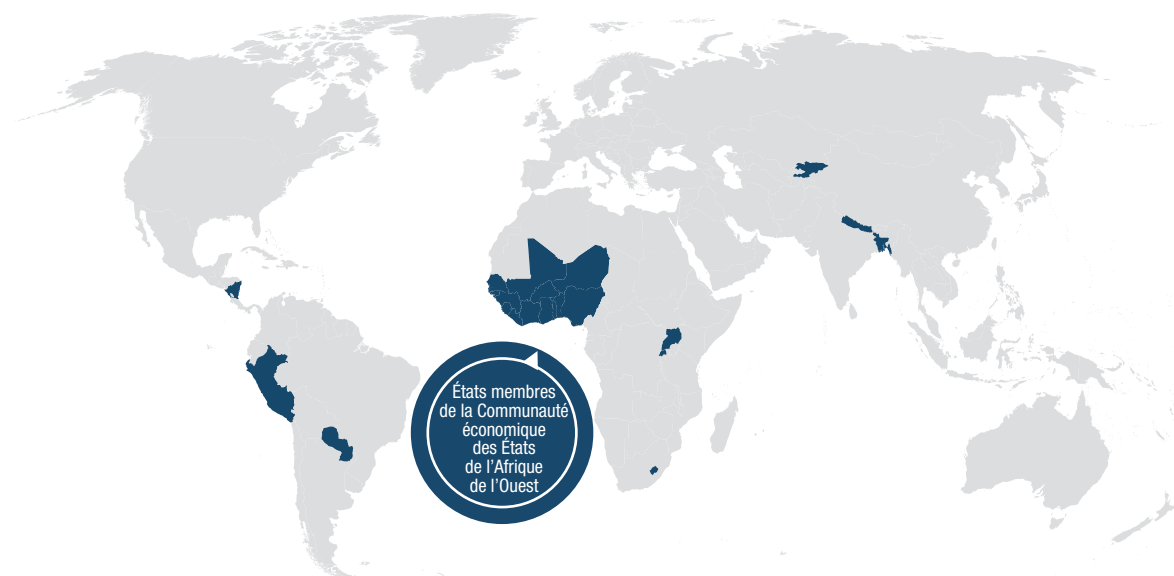 États membres
de la Communauté
économique
des États
de l’Afrique
de l’Ouest